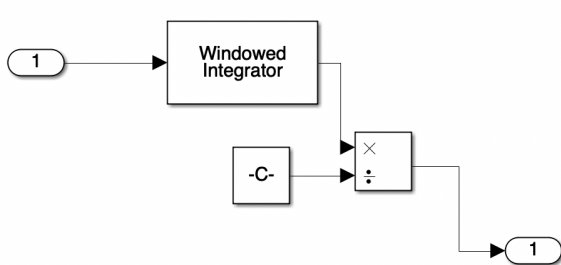 1
Windowed
Integrator
-C-
×
÷
1